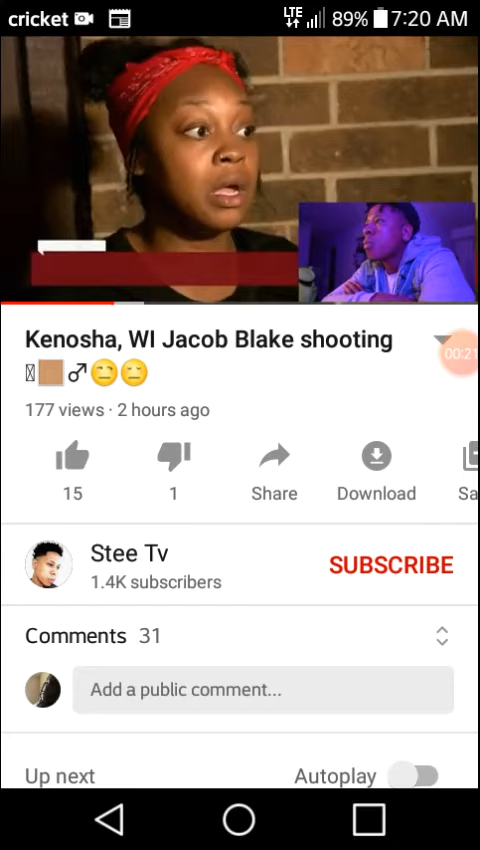 cricket LTE 89% 7:20 AM
Kenosha, WI Jacob Blake shooting
♂😒😔
00:21
177 views · 2 hours ago
15 1 Share Download Sa
Stee Tv
1.4K subscribers
SUBSCRIBE
Comments 31
Add a public comment...
Up next Autoplay